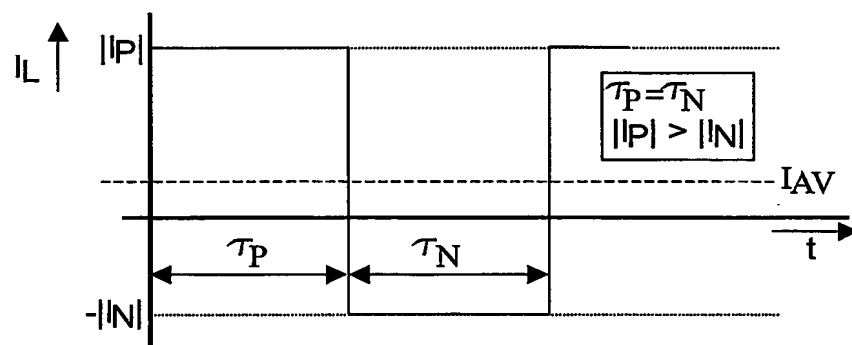 |IP|
IL
τP=τN
|IP| > |IN|
IAV
τP
τN
t
-|IN|